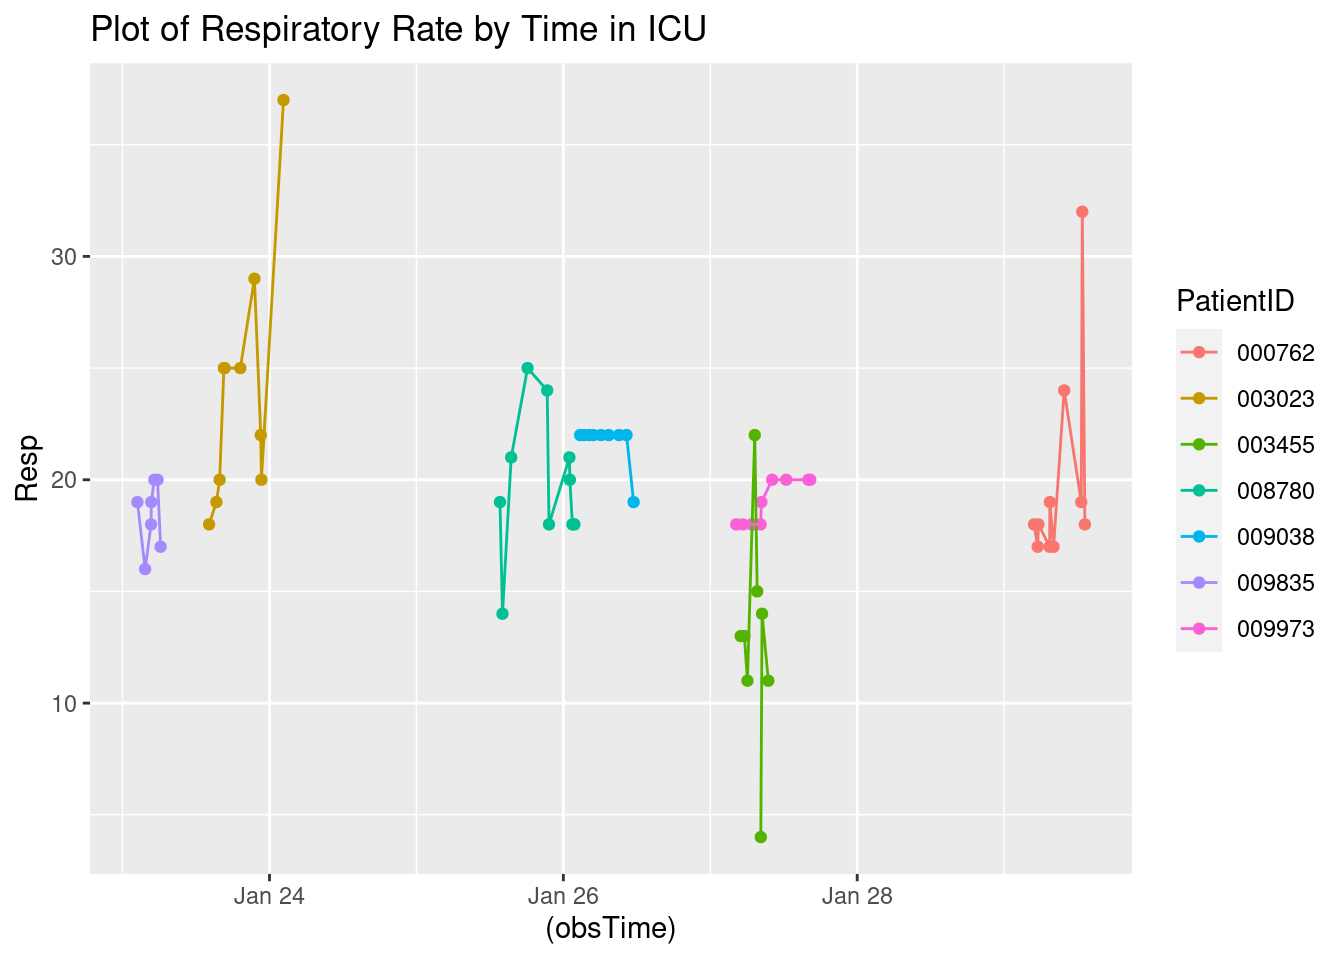 Plot of Respiratory Rate by Time in ICU
Resp
30
20
10
Jan 24
Jan 26
Jan 28
(obsTime)
PatientID
000762
003023
003455
008780
009038
009835
009973